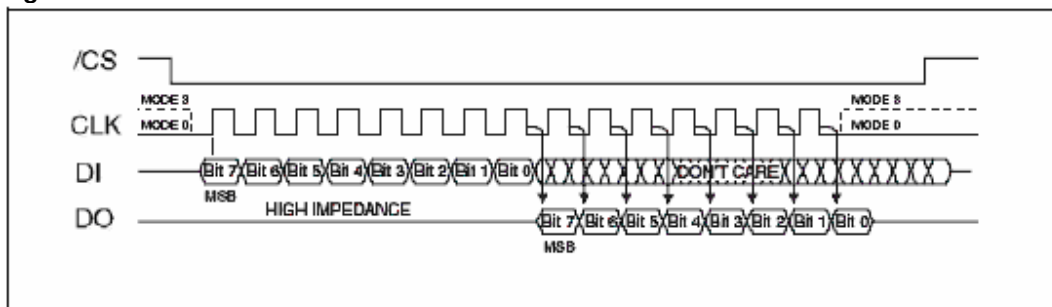 /CS
MODE 3 MODE 3
CLK MODE 0 MODE 0
DI Bit 7 Bit 6 Bit 5 Bit 4 Bit 3 Bit 2 Bit 1 Bit 0 DON'T CARE
MSB
HIGH IMPEDANCE
DO Bit 7 Bit 6 Bit 5 Bit 4 Bit 3 Bit 2 Bit 1 Bit 0
MSB